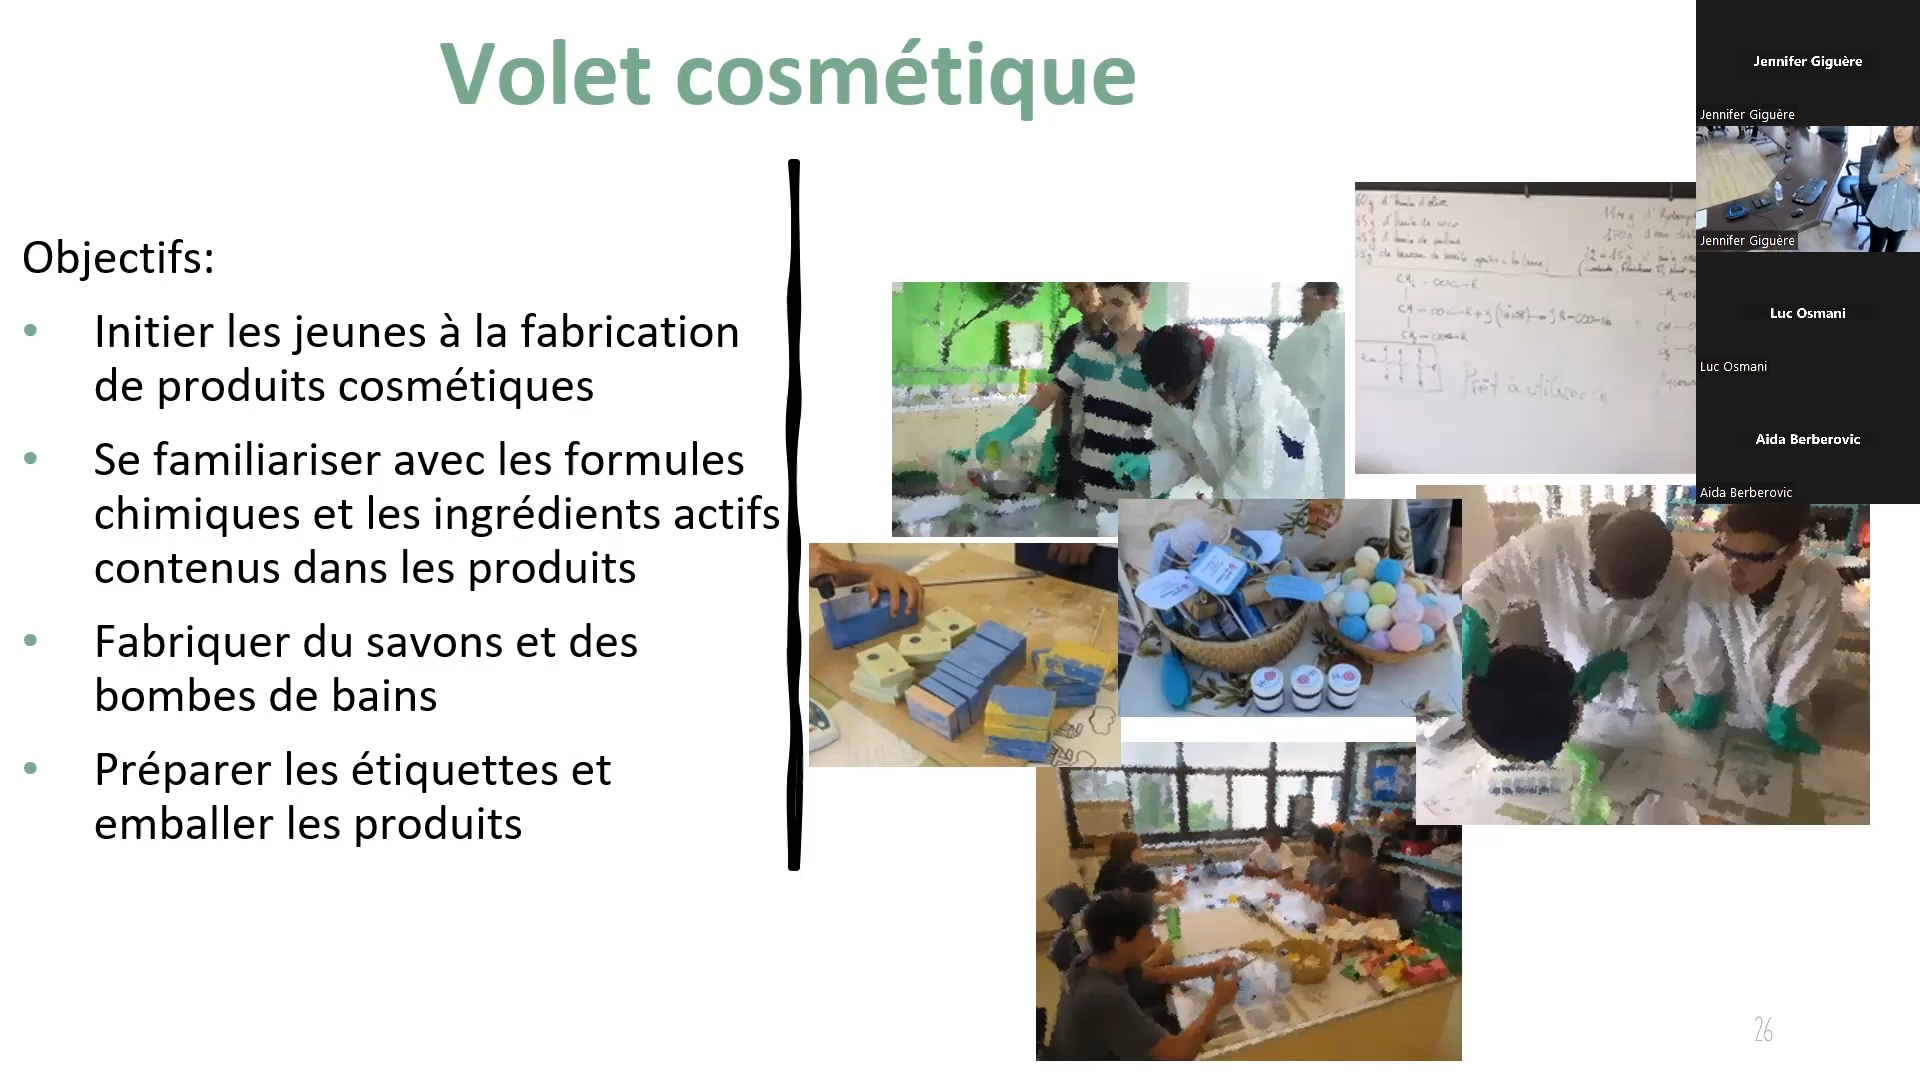 Volet cosmétique
Objectifs:
• Initier les jeunes à la fabrication
de produits cosmétiques
• Se familiariser avec les formules
chimiques et les ingrédients actifs
contenus dans les produits
• Fabriquer du savons et des
bombes de bains
• Préparer les étiquettes et
emballer les produits
Prêt à utiliser
26
Jennifer Giguère
Jennifer Giguère
Jennifer Giguère
Luc Osmani
Luc Osmani
Aida Berberovic
Aida Berberovic